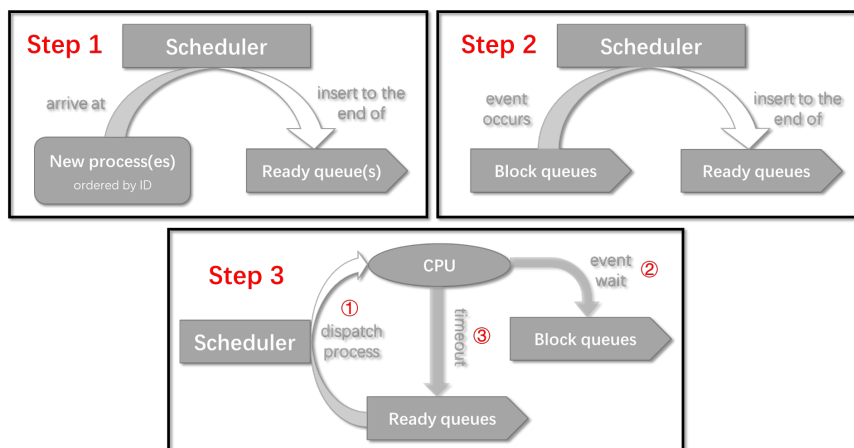 Step 1
Scheduler
arrive at
insert to the
end of
New process(es)
ordered by ID
Ready queue(s)
Step 2
Scheduler
event
occurs
insert to the
end of
Block queues
Ready queues
Step 3
CPU
event
wait
②
①
dispatch
process
timeout
③
Scheduler
Block queues
Ready queues